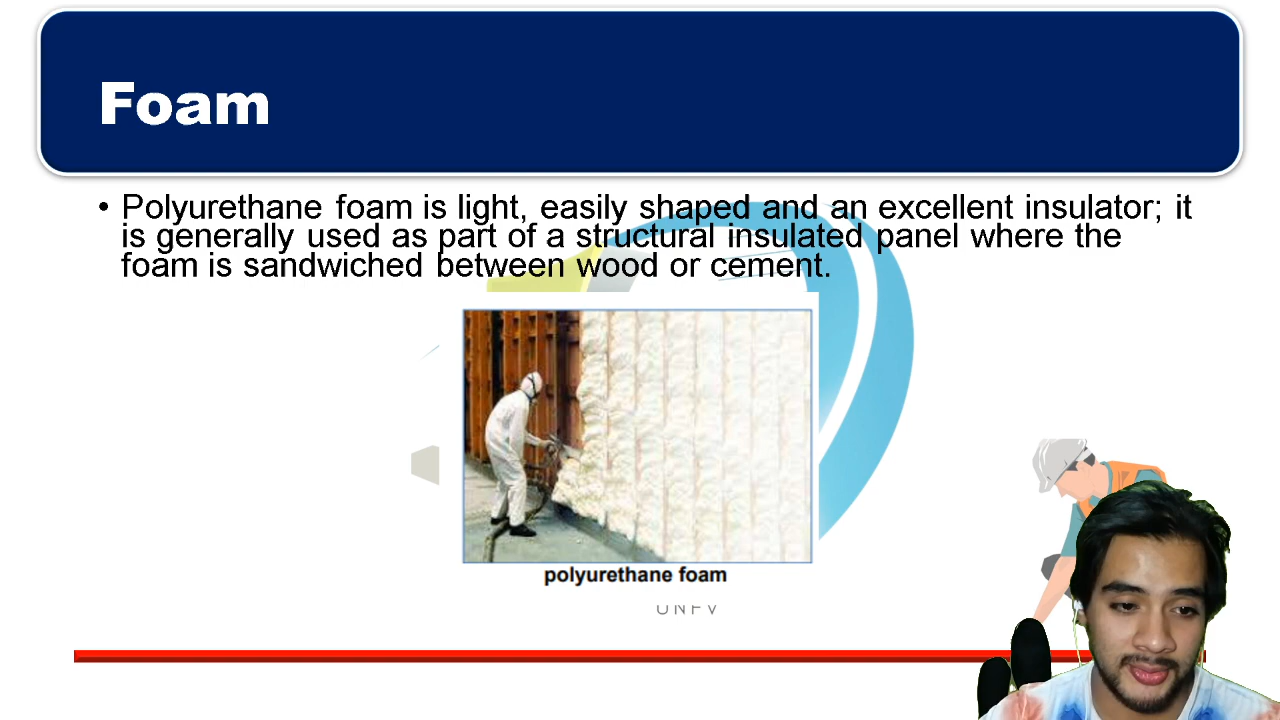 Foam
• Polyurethane foam is light, easily shaped and an excellent insulator; it
is generally used as part of a structural insulated panel where the
foam is sandwiched between wood or cement.
polyurethane foam
UNFV